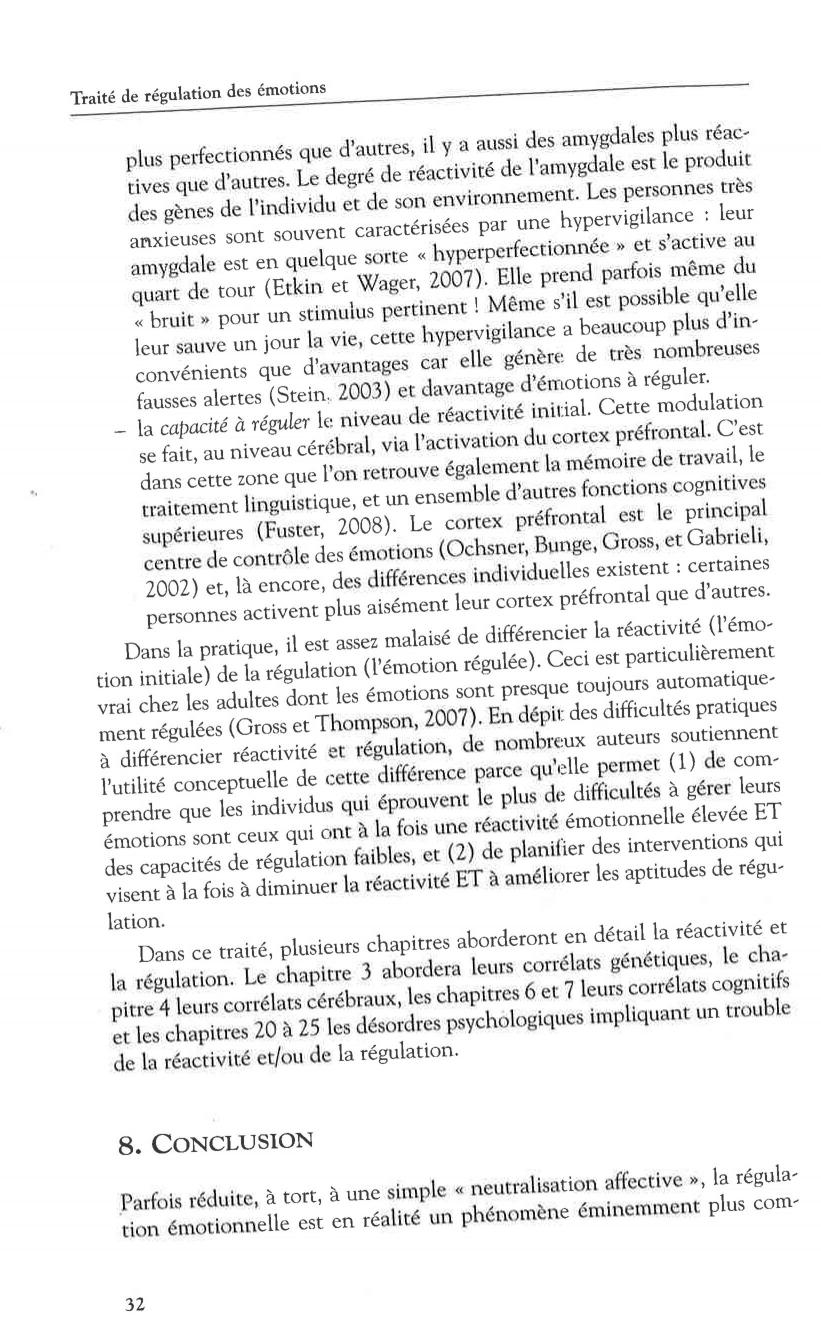 Traité de régulation des émotions
plus perfectionnés que d'autres, il y a aussi des amygdales plus réac-
tives que d'autres. Le degré de réactivité de l'amygdale est le produit
des gènes de l'individu et de son environnement. Les personnes très
anxieuses sont souvent caractérisées par une hypervigilance : leur
amygdale est en quelque sorte « hyperperfectionnée » et s'active au
quart de tour (Etkin et Wager, 2007). Elle prend parfois même du
« bruit » pour un stimulus pertinent ! Même s'il est possible qu'elle
leur sauve un jour la vie, cette hypervigilance a beaucoup plus d'in-
convénients que d'avantages car elle génère de très nombreuses
fausses alertes (Stein, 2003) et davantage d'émotions à réguler.
– la capacité à réguler le niveau de réactivité initial. Cette modulation
se fait, au niveau cérébral, via l'activation du cortex préfrontal. C'est
dans cette zone que l'on retrouve également la mémoire de travail, le
traitement linguistique, et un ensemble d'autres fonctions cognitives
supérieures (Fuster, 2008). Le cortex préfrontal est le principal
centre de contrôle des émotions (Ochsner, Bunge, Gross, et Gabrieli,
2002) et, là encore, des différences individuelles existent : certaines
personnes activent plus aisément leur cortex préfrontal que d'autres.
Dans la pratique, il est assez malaisé de différencier la réactivité (l'émo-
tion initiale) de la régulation (l'émotion régulée). Ceci est particulièrement
vrai chez les adultes dont les émotions sont presque toujours automatique-
ment régulées (Gross et Thompson, 2007). En dépit des difficultés pratiques
à différencier réactivité et régulation, de nombreux auteurs soutiennent
l'utilité conceptuelle de cette différence parce qu'elle permet (1) de com-
prendre que les individus qui éprouvent le plus de difficultés à gérer leurs
émotions sont ceux qui ont à la fois une réactivité émotionnelle élevée ET
des capacités de régulation faibles, et (2) de planifier des interventions qui
visent à la fois à diminuer la réactivité ET à améliorer les aptitudes de régu-
lation.
Dans ce traité, plusieurs chapitres aborderont en détail la réactivité et
la régulation. Le chapitre 3 abordera leurs corrélats génétiques, le cha-
pitre 4 leurs corrélats cérébraux, les chapitres 6 et 7 leurs corrélats cognitifs
et les chapitres 20 à 25 les désordres psychologiques impliquant un trouble
de la réactivité et/ou de la régulation.
8. CONCLUSION
Parfois réduite, à tort, à une simple « neutralisation affective », la régula-
tion émotionnelle est en réalité un phénomène éminemment plus com-
32